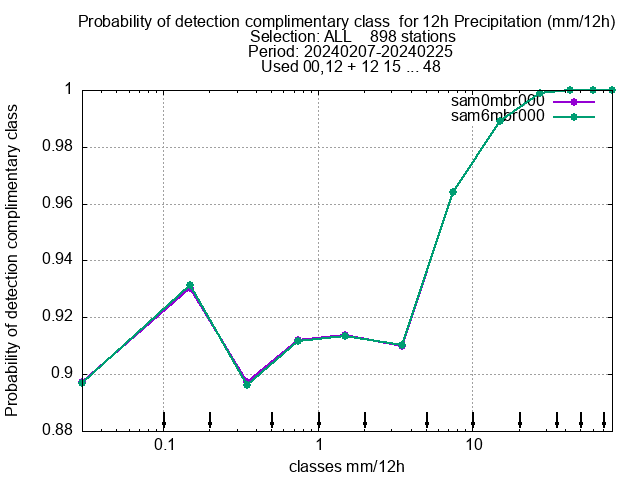 Probability of detection complimentary class  for 12h Precipitation (mm/12h)
Selection: ALL    898 stations
Period: 20240207-20240225
Used 00,12 + 12 15 ... 48
sam0mbr000
sam6mbr000
Probability of detection complimentary class
1
0.98
0.96
0.94
0.92
0.9
0.88
0.1
1
10
classes mm/12h